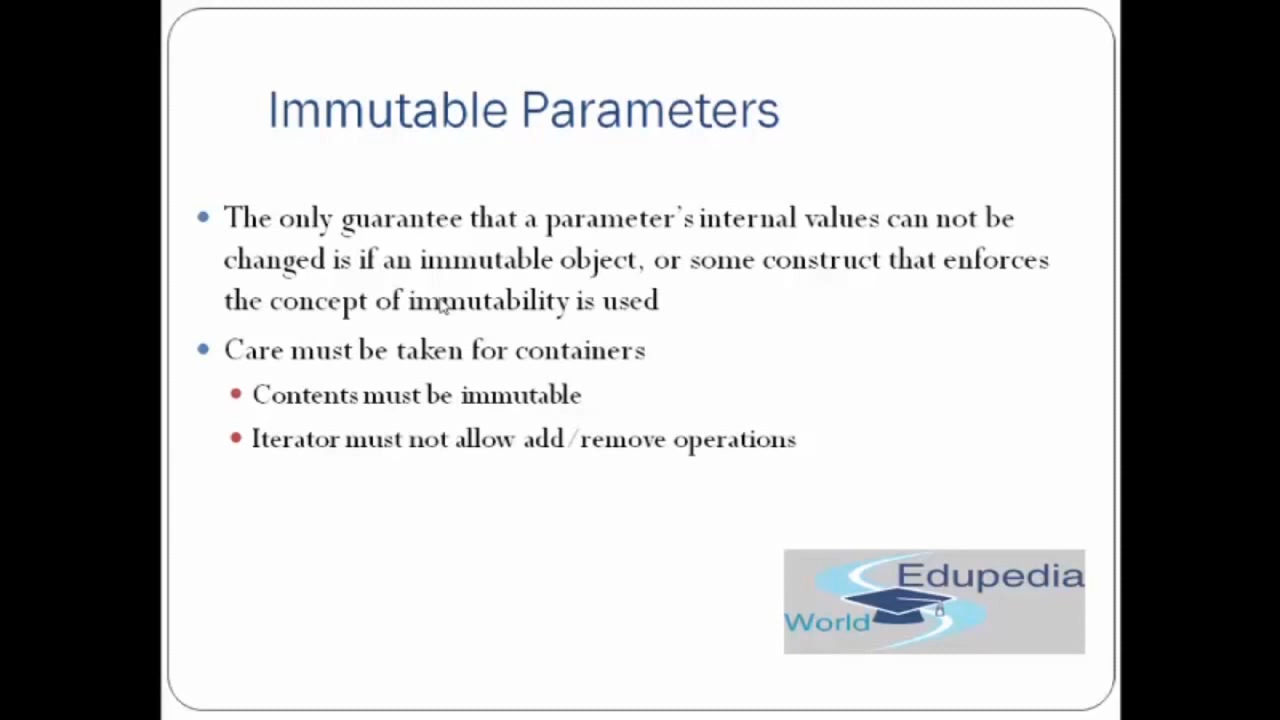 Immutable Parameters
The only guarantee that a parameter's internal values can not be
changed is if an immutable object, or some construct that enforces
the concept of immutability is used
Care must be taken for containers
Contents must be immutable
Iterator must not allow add/remove operations
Edupedia
World